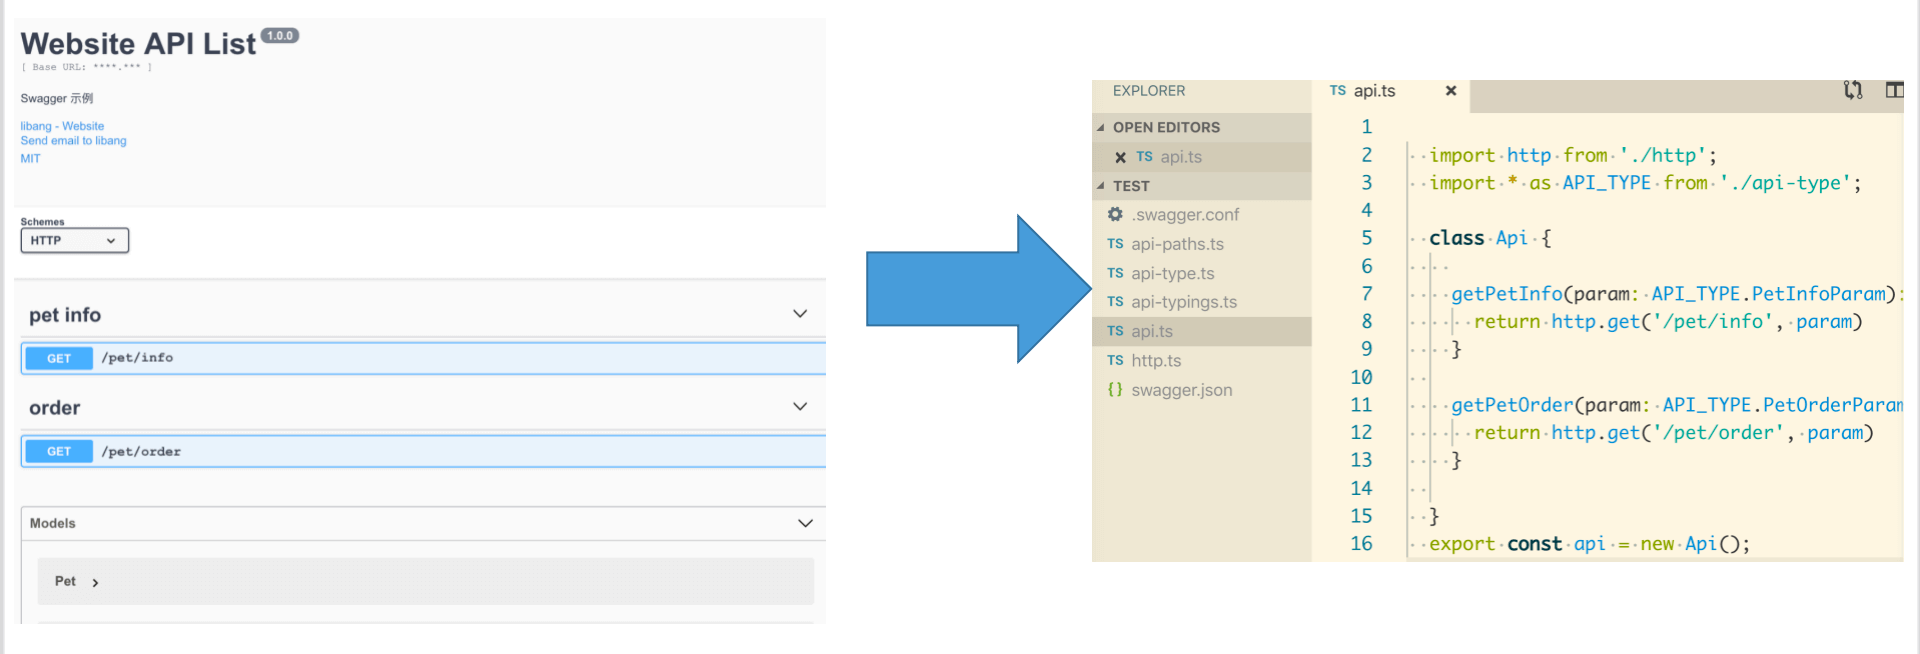 Website API List 1.0.0
[ Base URL: ****.*** ]
Swagger 示例
libang - Website
Send email to libang
MIT
Schemes
HTTP
pet info
GET /pet/info
order
GET /pet/order
Models
Pet
EXPLORER
OPEN EDITORS
TS api.ts
TEST
.swagger.conf
TS api-paths.ts
TS api-type.ts
TS api-typings.ts
TS api.ts
TS http.ts
{} swagger.json
TS api.ts
1
2 import http from './http';
3 import * as API_TYPE from './api-type';
4
5 class Api {
6
7 getPetInfo(param: API_TYPE.PetInfoParam):
8 return http.get('/pet/info', param)
9 }
10
11 getPetOrder(param: API_TYPE.PetOrderParam
12 return http.get('/pet/order', param)
13 }
14
15 }
16 export const api = new Api();